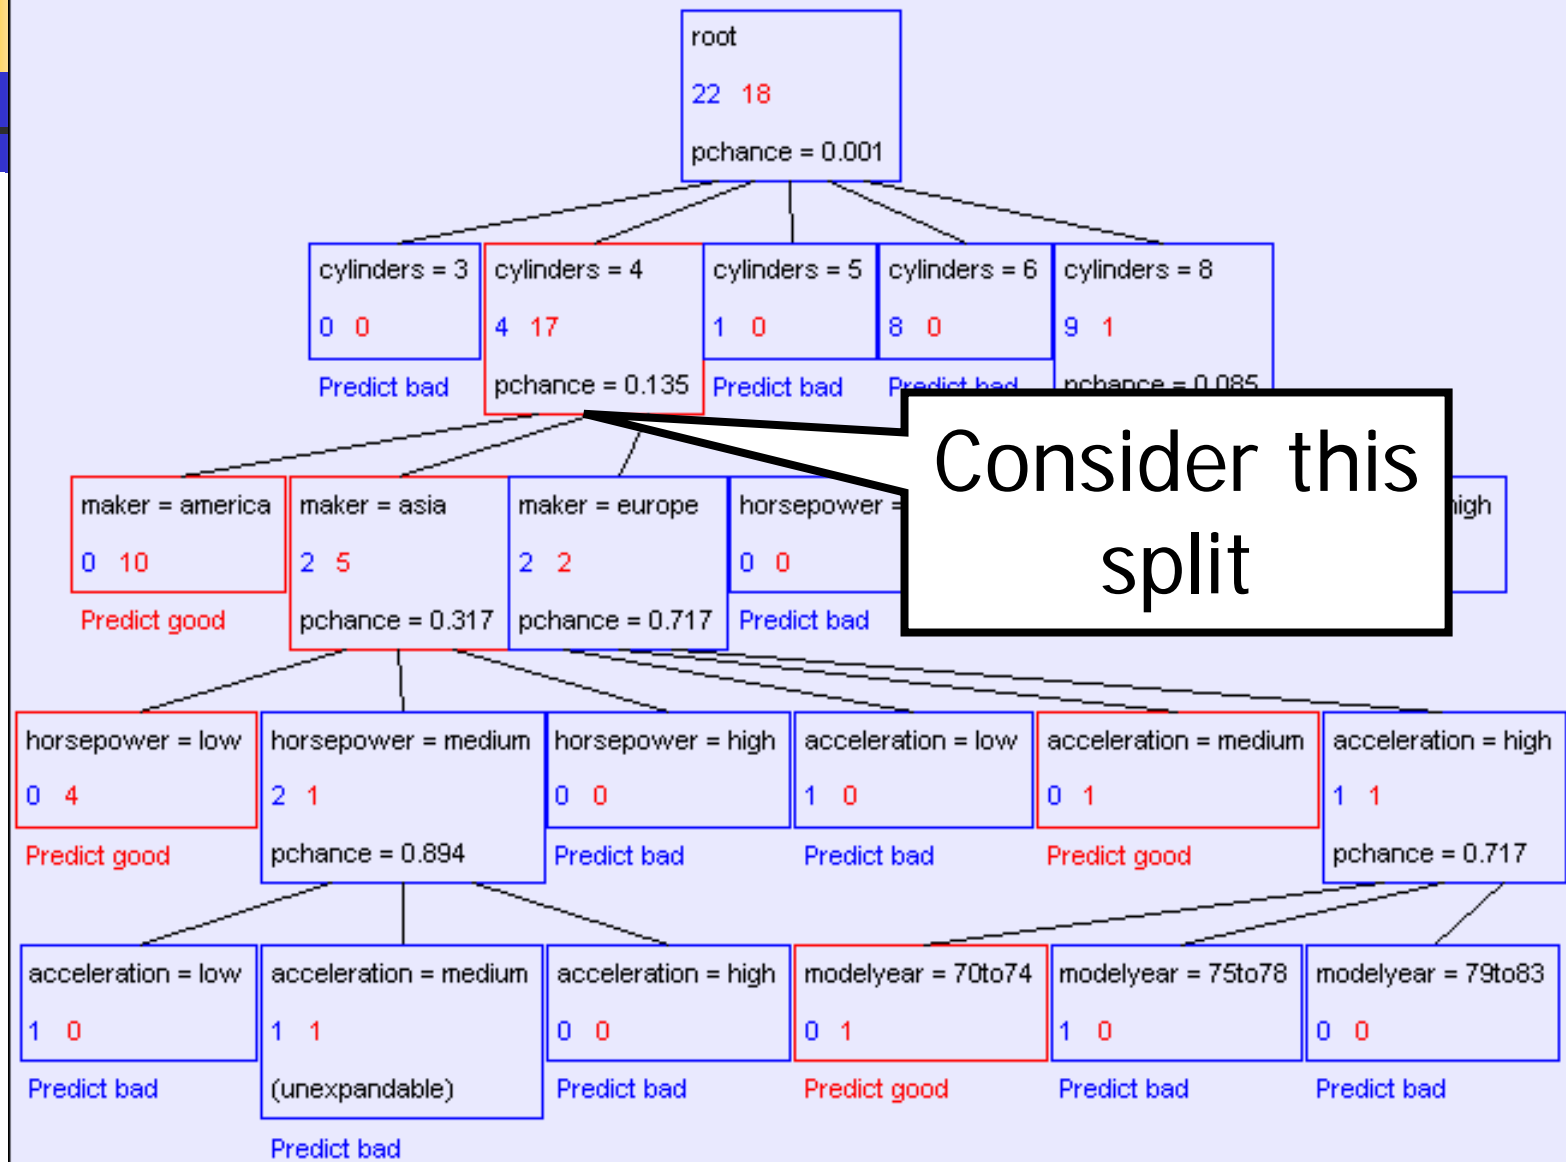 root
22 18
pchance = 0.001
cylinders = 3
0 0
Predict bad
cylinders = 4
4 17
pchance = 0.135
cylinders = 5
1 0
Predict bad
cylinders = 6
8 0
Predict bad
cylinders = 8
9 1
pchance = 0.085
Consider this
split
maker = america
0 10
Predict good
maker = asia
2 5
pchance = 0.317
maker = europe
2 2
pchance = 0.717
horsepower =
0 0
Predict bad
high
horsepower = low
0 4
Predict good
horsepower = medium
2 1
pchance = 0.894
horsepower = high
0 0
Predict bad
acceleration = low
1 0
Predict bad
acceleration = medium
0 1
Predict good
acceleration = high
1 1
pchance = 0.717
acceleration = low
1 0
Predict bad
acceleration = medium
1 1
(unexpandable)
Predict bad
acceleration = high
0 0
Predict bad
modelyear = 70to74
0 1
Predict good
modelyear = 75to78
1 0
Predict bad
modelyear = 79to83
0 0
Predict bad